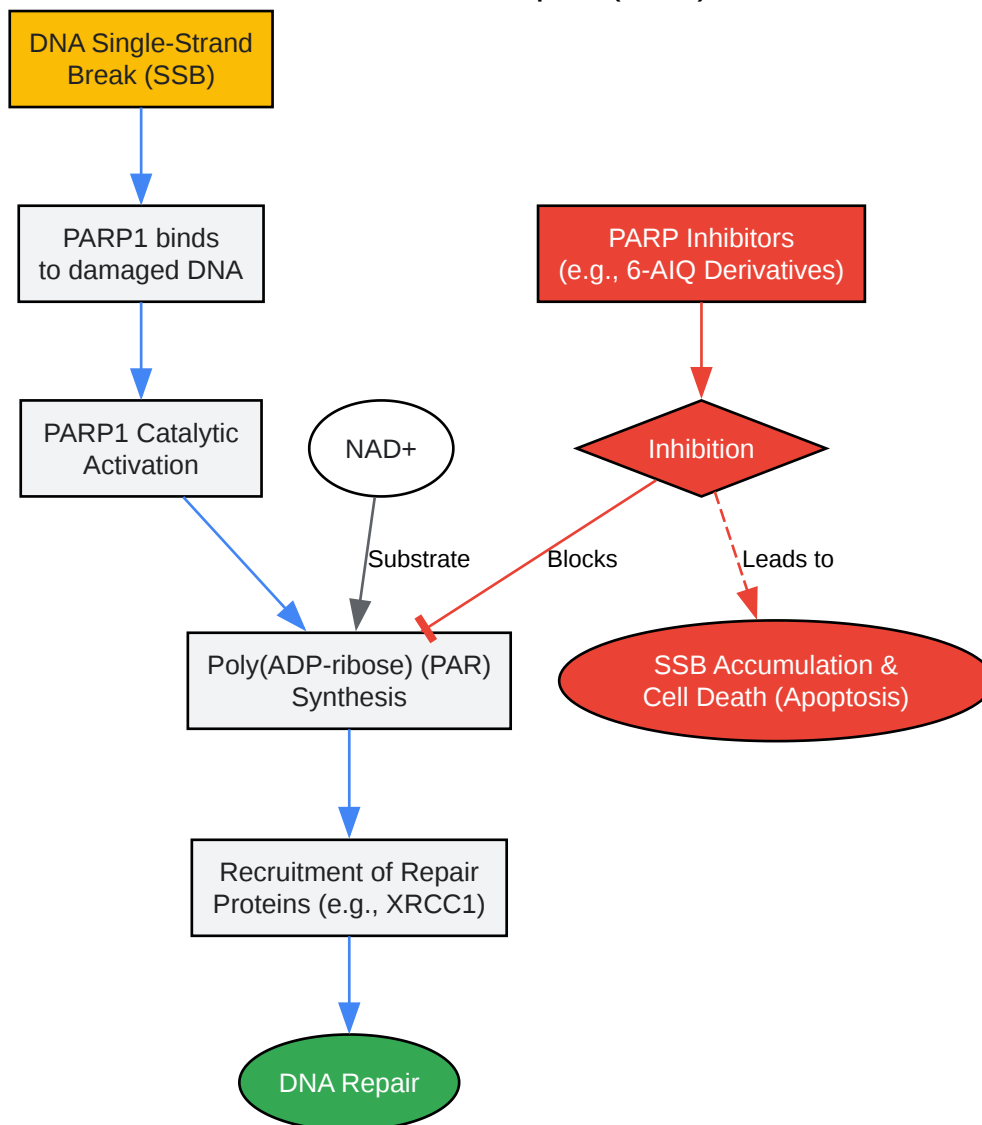 DNA Single-Strand
Break (SSB)
PARP1 binds
to damaged DNA
PARP Inhibitors
(e.g., 6-AIQ Derivatives)
PARP1 Catalytic
Activation
NAD+
Inhibition
Substrate
Blocks
Leads to
Poly(ADP-ribose) (PAR)
Synthesis
SSB Accumulation &
Cell Death (Apoptosis)
Recruitment of Repair
Proteins (e.g., XRCC1)
DNA Repair